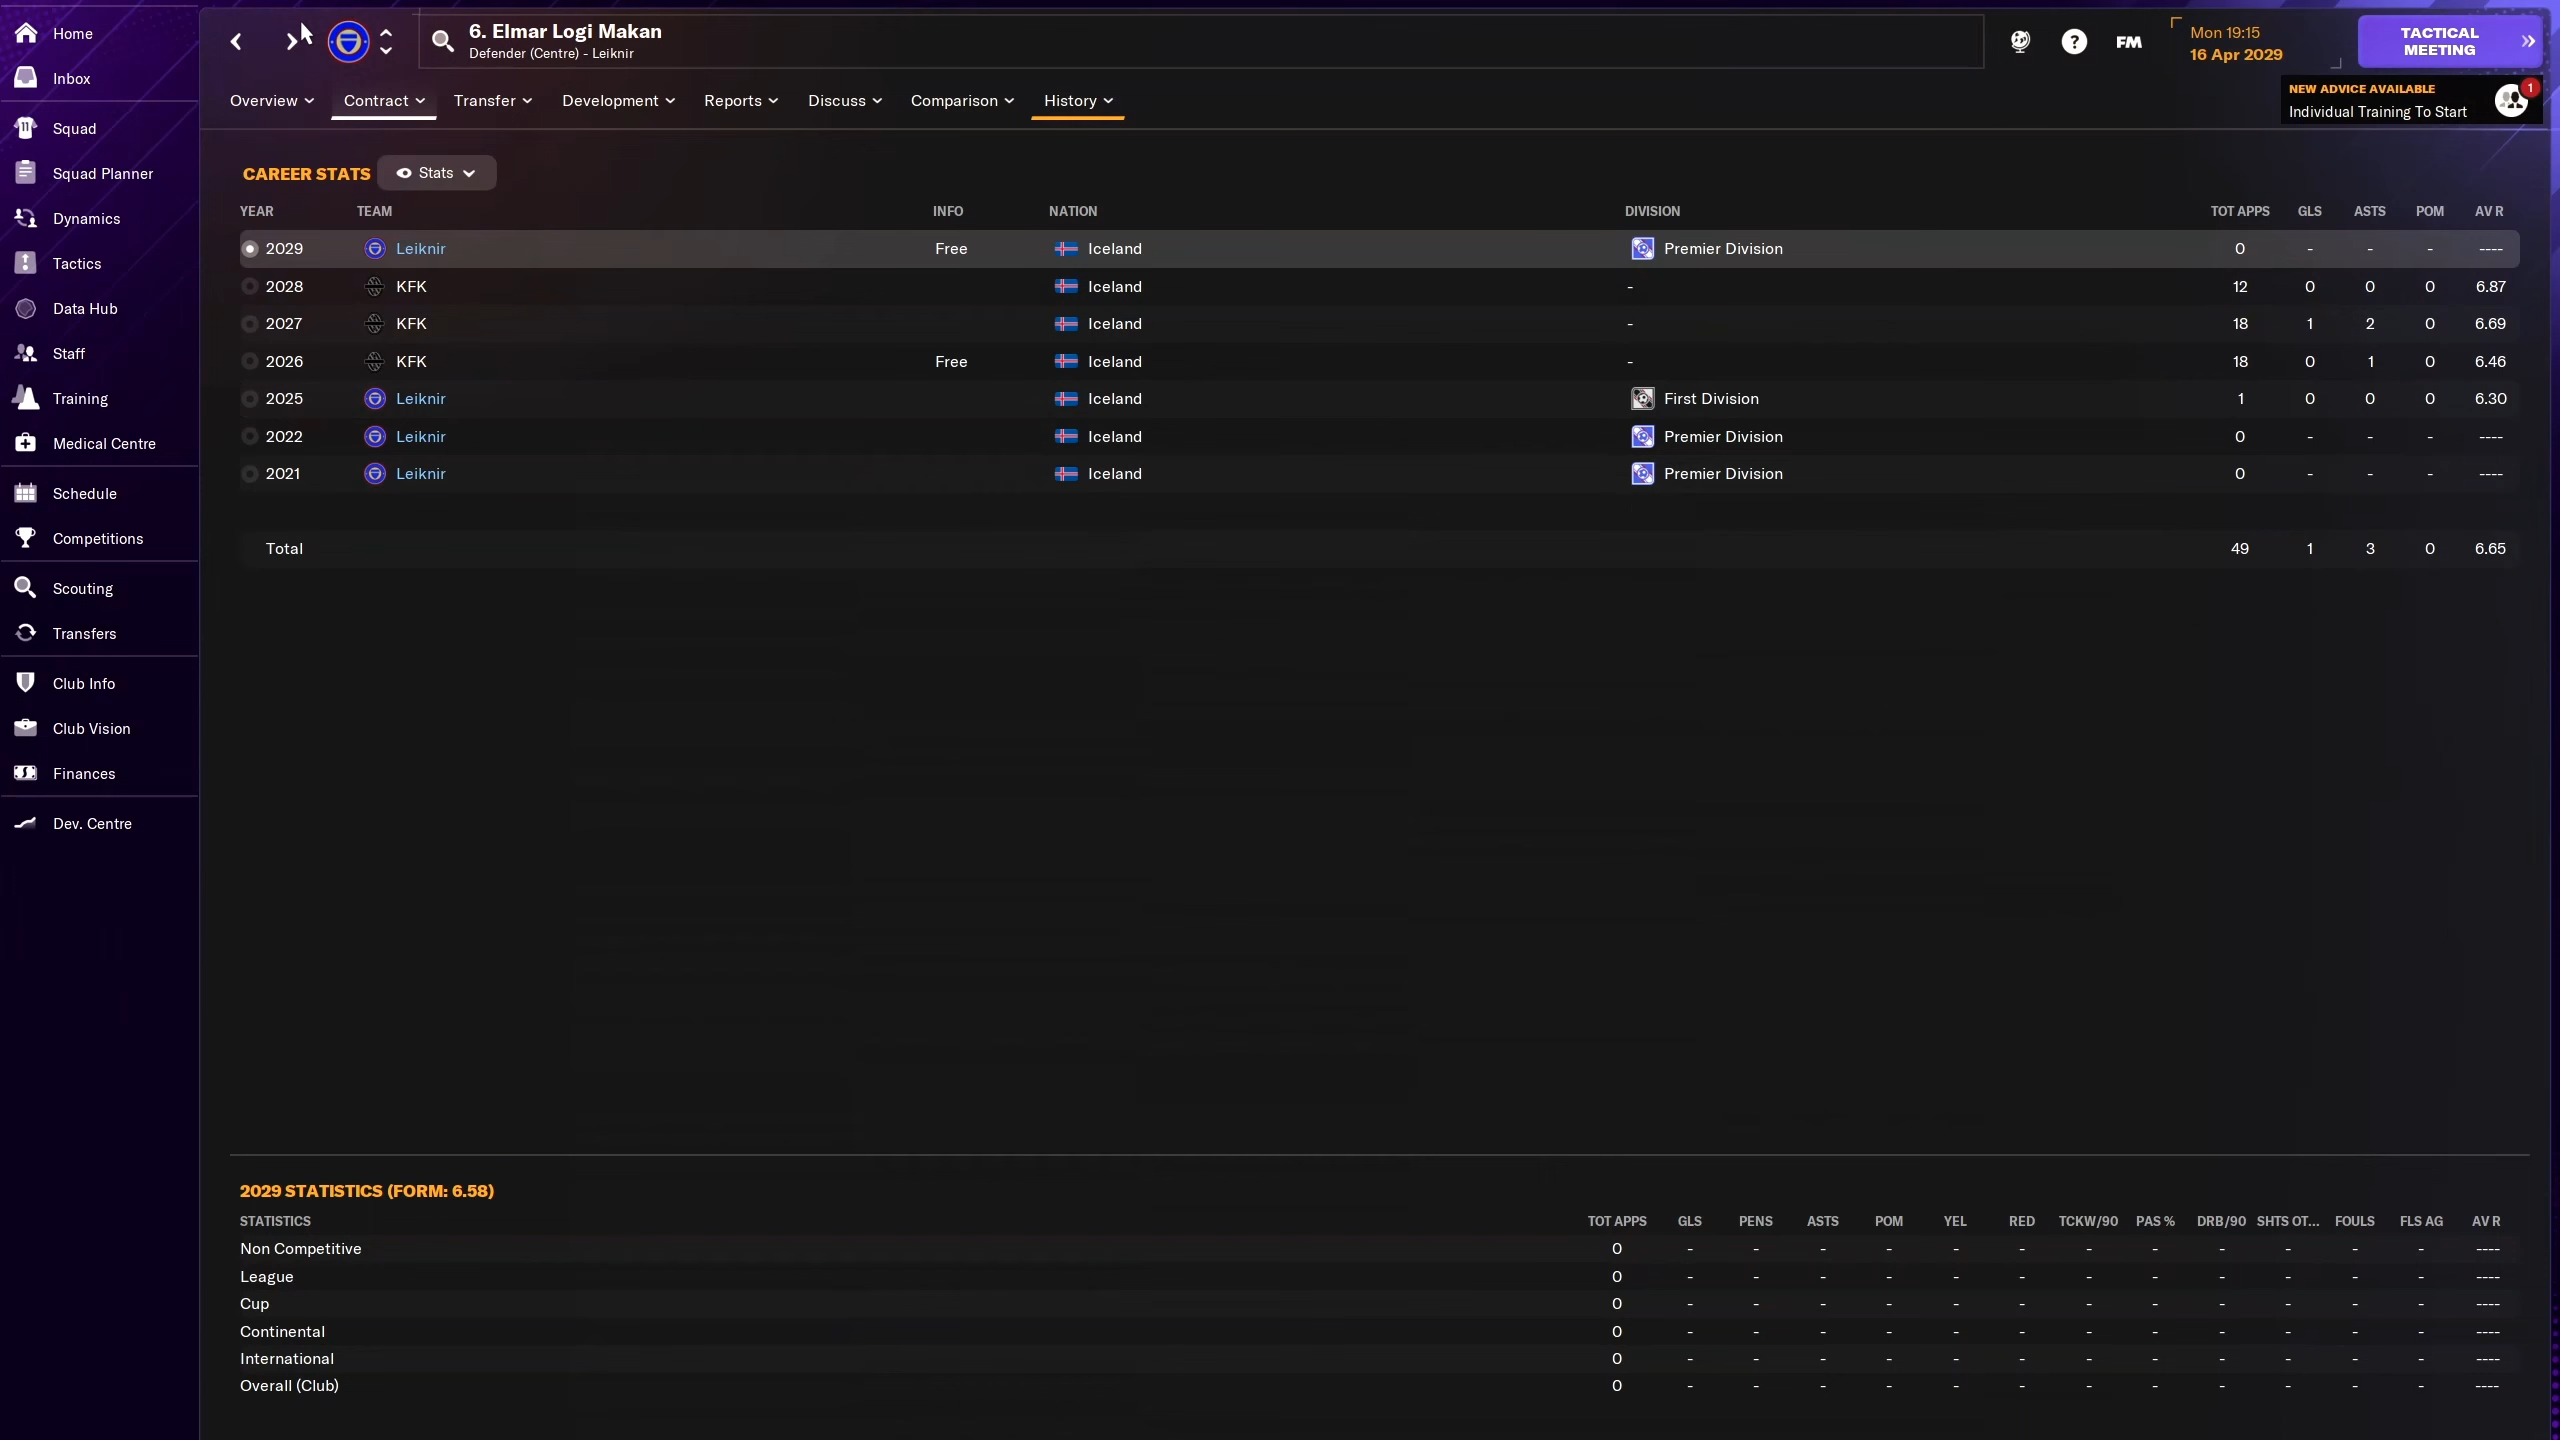 Home
Inbox
Squad
Squad Planner
Dynamics
Tactics
Data Hub
Staff
Training
Medical Centre
Schedule
Competitions
Scouting
Transfers
Club Info
Club Vision
Finances
Dev. Centre
6. Elmar Logi Makan
Defender (Centre) - Leiknir
?
FM
Mon 19:15
16 Apr 2029
TACTICAL
MEETING
NEW ADVICE AVAILABLE
Individual Training To Start
1
Overview Contract Transfer Development Reports Discuss Comparison History
CAREER STATS Stats
YEAR TEAM INFO NATION DIVISION TOT APPS GLS ASTS POM AV R
2029 Leiknir Free Iceland Premier Division 0 - - - ----
2028 KFK Iceland - 12 0 0 0 6.87
2027 KFK Iceland - 18 1 2 0 6.69
2026 KFK Free Iceland - 18 0 1 0 6.46
2025 Leiknir Iceland First Division 1 0 0 0 6.30
2022 Leiknir Iceland Premier Division 0 - - - ----
2021 Leiknir Iceland Premier Division 0 - - - ----
Total 49 1 3 0 6.65
2029 STATISTICS (FORM: 6.58)
STATISTICS TOT APPS GLS PENS ASTS POM YEL RED TCKW/90 PAS % DRB/90 SHTS OT... FOULS FLS AG AV R
Non Competitive 0 - - - - - - - - - - - - ----
League 0 - - - - - - - - - - - - ----
Cup 0 - - - - - - - - - - - - ----
Continental 0 - - - - - - - - - - - - ----
International 0 - - - - - - - - - - - - ----
Overall (Club) 0 - - - - - - - - - - - - ----